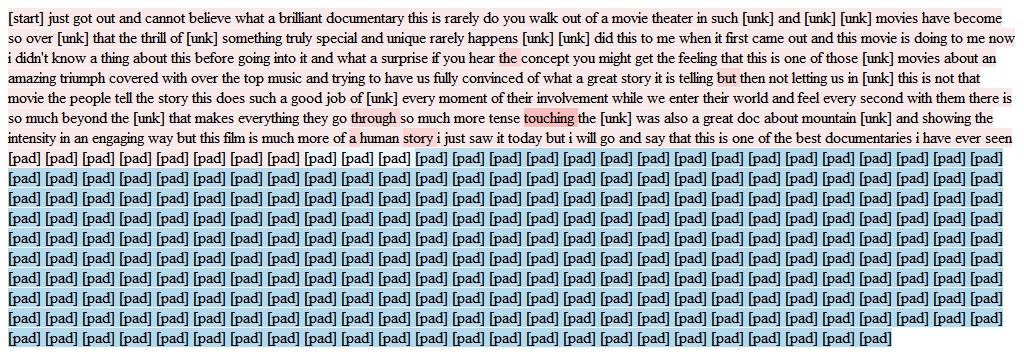 [start] just got out and cannot believe what a brilliant documentary this is rarely do you walk out of a movie theater in such [unk] and [unk] [unk] movies have become
so over [unk] that the thrill of [unk] something truly special and unique rarely happens [unk] [unk] did this to me when it first came out and this movie is doing to me now
i didn't know a thing about this before going into it and what a surprise if you hear the concept you might get the feeling that this is one of those [unk] movies about an
amazing triumph covered with over the top music and trying to have us fully convinced of what a great story it is telling but then not letting us in [unk] this is not that
movie the people tell the story this does such a good job of [unk] every moment of their involvement while we enter their world and feel every second with them there is
so much beyond the [unk] that makes everything they go through so much more tense touching the [unk] was also a great doc about mountain [unk] and showing the
intensity in an engaging way but this film is much more of a human story i just saw it today but i will go and say that this is one of the best documentaries i have ever seen
[pad] [pad] [pad] [pad] [pad] [pad] [pad] [pad] [pad] [pad] [pad] [pad] [pad] [pad] [pad] [pad] [pad] [pad] [pad] [pad] [pad] [pad] [pad] [pad] [pad] [pad] [pad]
[pad] [pad] [pad] [pad] [pad] [pad] [pad] [pad] [pad] [pad] [pad] [pad] [pad] [pad] [pad] [pad] [pad] [pad] [pad] [pad] [pad] [pad] [pad] [pad] [pad] [pad] [pad]
[pad] [pad] [pad] [pad] [pad] [pad] [pad] [pad] [pad] [pad] [pad] [pad] [pad] [pad] [pad] [pad] [pad] [pad] [pad] [pad] [pad] [pad] [pad] [pad] [pad] [pad] [pad]
[pad] [pad] [pad] [pad] [pad] [pad] [pad] [pad] [pad] [pad] [pad] [pad] [pad] [pad] [pad] [pad] [pad] [pad] [pad] [pad] [pad] [pad] [pad] [pad] [pad] [pad] [pad]
[pad] [pad] [pad] [pad] [pad] [pad] [pad] [pad] [pad] [pad] [pad] [pad] [pad] [pad] [pad] [pad] [pad] [pad] [pad] [pad] [pad] [pad] [pad] [pad] [pad] [pad] [pad]
[pad] [pad] [pad] [pad] [pad] [pad] [pad] [pad] [pad] [pad] [pad] [pad] [pad] [pad] [pad] [pad] [pad] [pad] [pad] [pad] [pad] [pad] [pad] [pad] [pad] [pad] [pad]
[pad] [pad] [pad] [pad] [pad] [pad] [pad] [pad] [pad] [pad] [pad] [pad] [pad] [pad] [pad] [pad] [pad] [pad] [pad] [pad] [pad] [pad] [pad] [pad] [pad] [pad] [pad]
[pad] [pad] [pad] [pad] [pad] [pad] [pad] [pad] [pad] [pad] [pad] [pad] [pad] [pad] [pad] [pad] [pad] [pad] [pad] [pad] [pad] [pad] [pad] [pad] [pad] [pad] [pad]
[pad] [pad] [pad] [pad] [pad] [pad] [pad] [pad] [pad] [pad] [pad] [pad] [pad] [pad] [pad] [pad] [pad] [pad] [pad] [pad] [pad] [pad] [pad] [pad] [pad] [pad] [pad]
[pad] [pad] [pad] [pad] [pad] [pad] [pad] [pad] [pad] [pad] [pad] [pad] [pad] [pad] [pad] [pad] [pad] [pad] [pad] [pad] [pad] [pad] [pad] [pad]